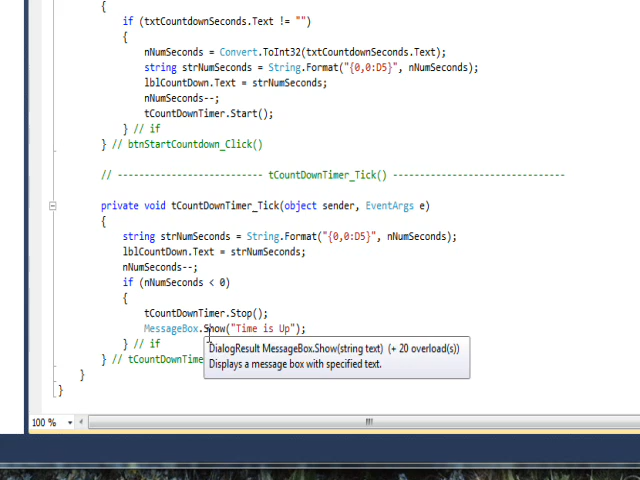 {
if (txtCountdownSeconds.Text != "")
{
nNumSeconds = Convert.ToInt32(txtCountdownSeconds.Text);
string strNumSeconds = String.Format("{0,0:D5}", nNumSeconds);
lblCountDown.Text = strNumSeconds;
nNumSeconds--;
tCountDownTimer.Start();
} // if
} // btnStartCountdown_Click()
// --------------------------- tCountDownTimer_Tick() --------------------------------
private void tCountDownTimer_Tick(object sender, EventArgs e)
{
string strNumSeconds = String.Format("{0,0:D5}", nNumSeconds);
lblCountDown.Text = strNumSeconds;
nNumSeconds--;
if (nNumSeconds < 0)
{
tCountDownTimer.Stop();
MessageBox.Show("Time is Up");
} // if
DialogResult MessageBox.Show(string text) (+ 20 overload(s))
} // tCountDownTime
Displays a message box with specified text.
}
}
100 %